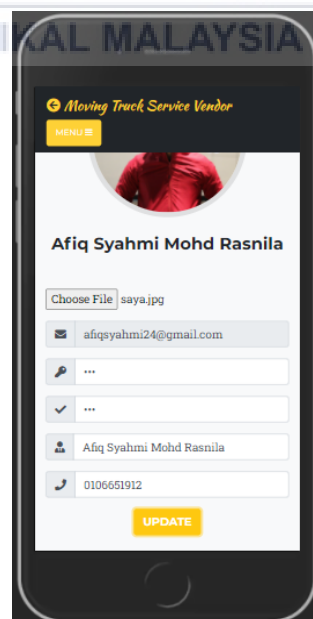 IKAL MALAYSIA
Moving Truck Service Vendor
MENU
Afiq Syahmi Mohd Rasnila
Choose File saya.jpg
afiqsyahmi24@gmail.com
•••
•••
Afiq Syahmi Mohd Rasnila
0106651912
UPDATE